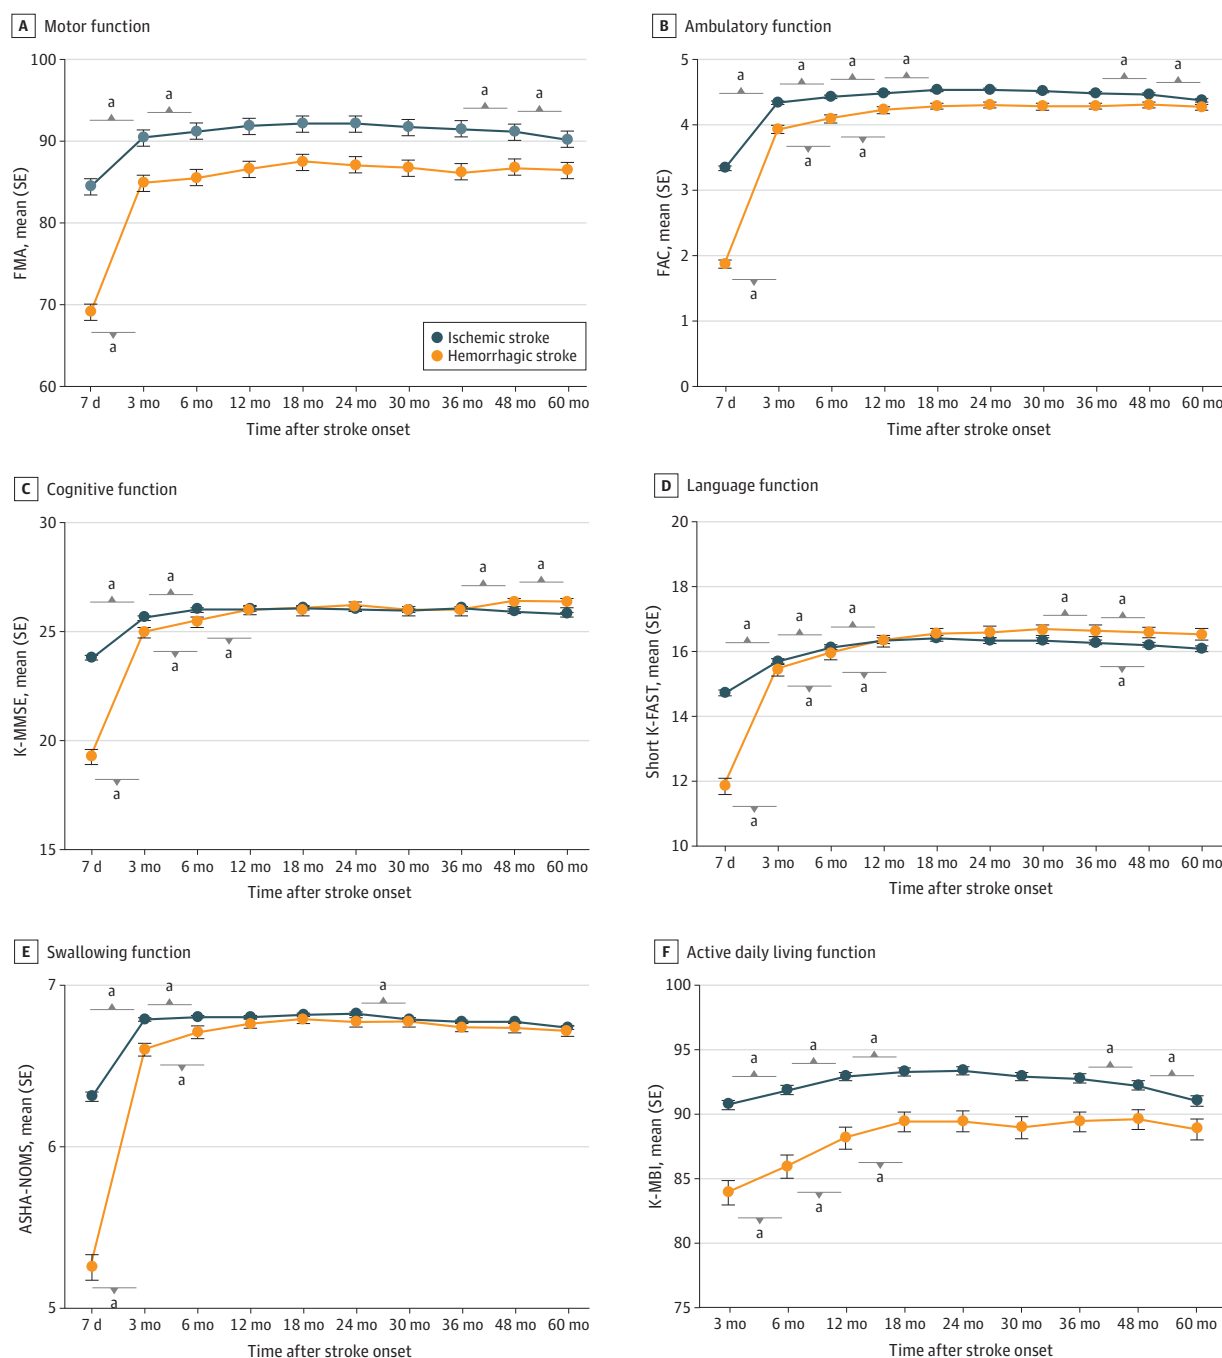 A Motor function
100
90
80
70
60
FMA, mean (SE)
a a a a
a
Ischemic stroke
Hemorrhagic stroke
7 d 3 mo 6 mo 12 mo 18 mo 24 mo 30 mo 36 mo 48 mo 60 mo
Time after stroke onset
B Ambulatory function
5
4
3
2
1
0
FAC, mean (SE)
a a a a a a
a a
a
7 d 3 mo 6 mo 12 mo 18 mo 24 mo 30 mo 36 mo 48 mo 60 mo
Time after stroke onset
C Cognitive function
30
25
20
15
K-MMSE, mean (SE)
a a a a
a a
a
7 d 3 mo 6 mo 12 mo 18 mo 24 mo 30 mo 36 mo 48 mo 60 mo
Time after stroke onset
D Language function
20
18
16
14
12
10
Short K-FAST, mean (SE)
a a a a a
a a a
a
7 d 3 mo 6 mo 12 mo 18 mo 24 mo 30 mo 36 mo 48 mo 60 mo
Time after stroke onset
E Swallowing function
7
6
5
ASHA-NOMS, mean (SE)
a a a
a
a
7 d 3 mo 6 mo 12 mo 18 mo 24 mo 30 mo 36 mo 48 mo 60 mo
Time after stroke onset
F Active daily living function
100
95
90
85
80
75
K-MBI, mean (SE)
a a a a a
a
a
a
3 mo 6 mo 12 mo 18 mo 24 mo 30 mo 36 mo 48 mo 60 mo
Time after stroke onset